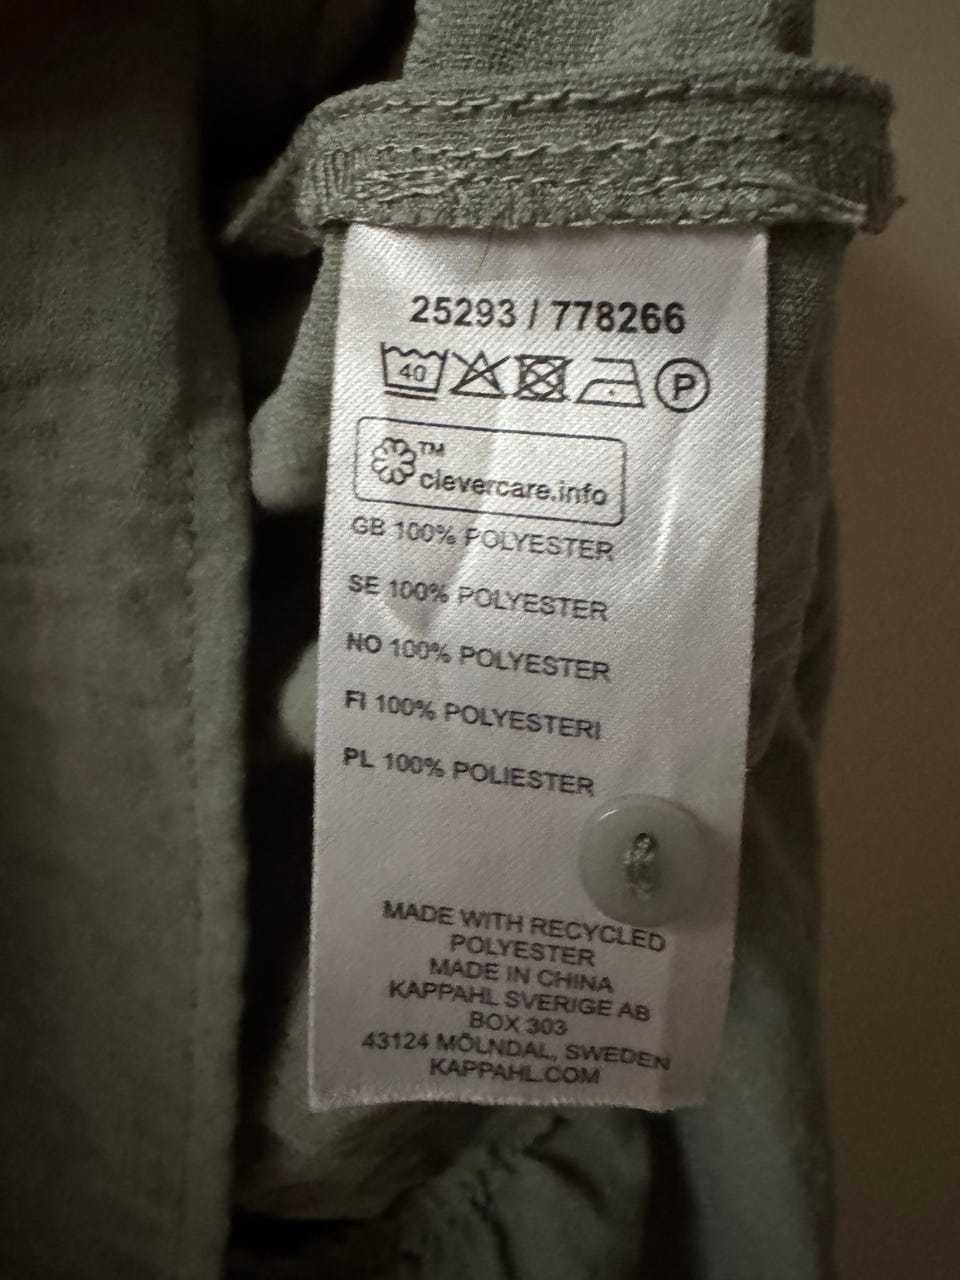 25293 / 778266
40
P
™
clevercare.info
GB 100% POLYESTER
SE 100% POLYESTER
NO 100% POLYESTER
FI 100% POLYESTERI
PL 100% POLIESTER
MADE WITH RECYCLED
POLYESTER
MADE IN CHINA
KAPPAHL SVERIGE AB
BOX 303
43124 MÖLNDAL, SWEDEN
KAPPAHL.COM